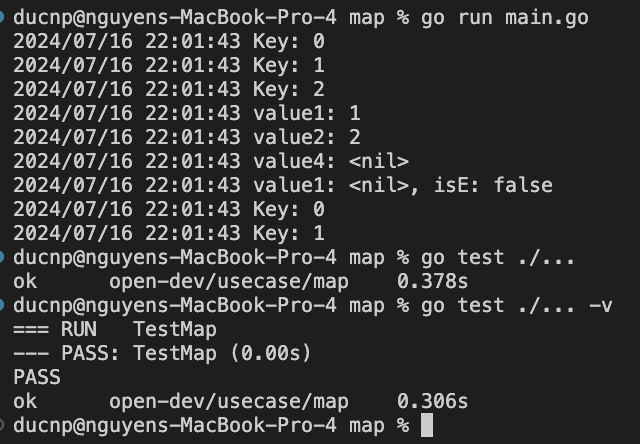 ducnp@nguyens-MacBook-Pro-4 map % go run main.go
2024/07/16 22:01:43 Key: 0
2024/07/16 22:01:43 Key: 1
2024/07/16 22:01:43 Key: 2
2024/07/16 22:01:43 value1: 1
2024/07/16 22:01:43 value2: 2
2024/07/16 22:01:43 value4: <nil>
2024/07/16 22:01:43 value1: <nil>, isE: false
2024/07/16 22:01:43 Key: 0
2024/07/16 22:01:43 Key: 1
ducnp@nguyens-MacBook-Pro-4 map % go test ./...
ok      open-dev/usecase/map    0.378s
ducnp@nguyens-MacBook-Pro-4 map % go test ./... -v
=== RUN   TestMap
--- PASS: TestMap (0.00s)
PASS
ok      open-dev/usecase/map    0.306s
ducnp@nguyens-MacBook-Pro-4 map %